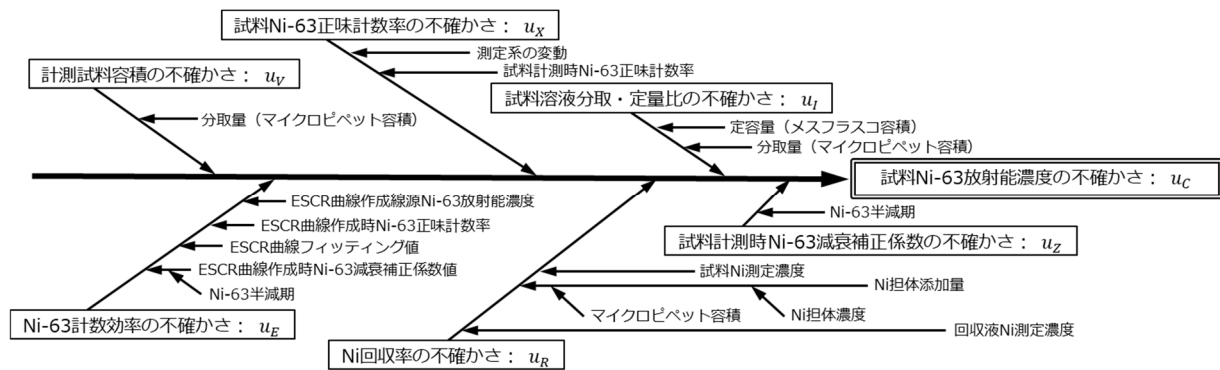 試料Ni-63正味計数率の不確かさ： u_X
測定系の変動
試料計測時Ni-63正味計数率
計測試料容積の不確かさ： u_V
分取量（マイクロピペット容積）
試料溶液分取・定量比の不確かさ： u_I
定容量（メスフラスコ容積）
分取量（マイクロピペット容積）
試料Ni-63放射能濃度の不確かさ： u_C
ESCR曲線作成線源Ni-63放射能濃度
ESCR曲線作成時Ni-63正味計数率
ESCR曲線フィッティング値
ESCR曲線作成時Ni-63減衰補正係数値
Ni-63半減期
Ni-63計数効率の不確かさ： u_E
Ni-63半減期
試料計測時Ni-63減衰補正係数の不確かさ： u_Z
試料Ni測定濃度
Ni担体添加量
マイクロピペット容積
Ni担体濃度
回収液Ni測定濃度
Ni回収率の不確かさ： u_R